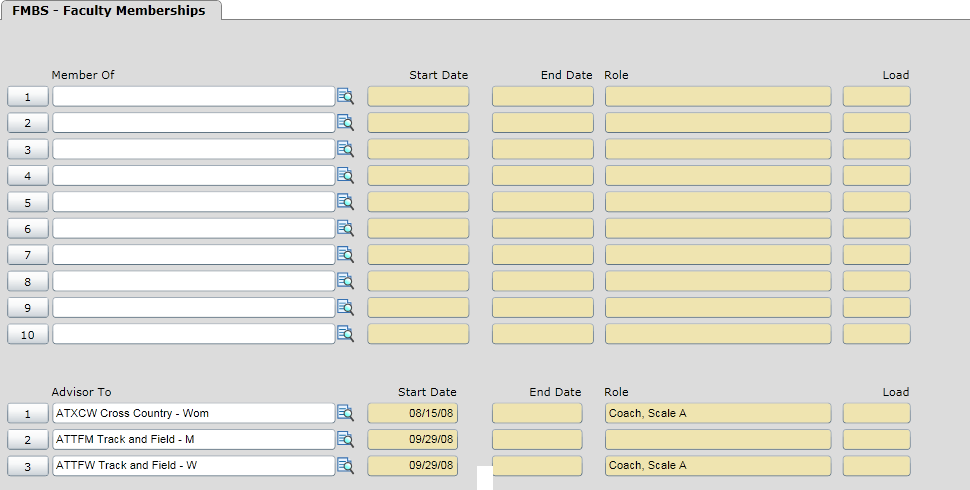 FMBS - Faculty Memberships
Member Of Start Date End Date Role Load
1
2
3
4
5
6
7
8
9
10
Advisor To Start Date End Date Role Load
1 ATXCW Cross Country - Wom 08/15/08 Coach, Scale A
2 ATTFM Track and Field - M 09/29/08
3 ATTFW Track and Field - W 09/29/08 Coach, Scale A